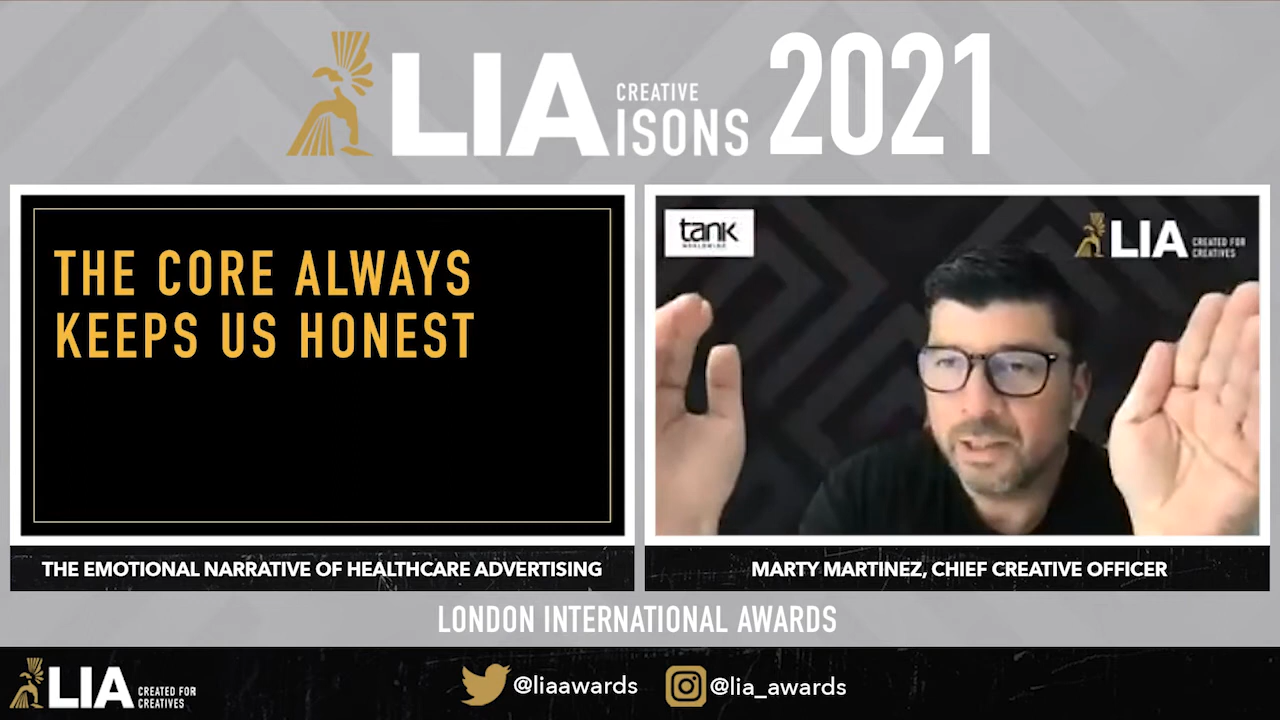 LIA CREATIVE ISONS 2021
THE CORE ALWAYS
KEEPS US HONEST
tank
WORLDWIDE
LIA CREATED FOR
CREATIVES
THE EMOTIONAL NARRATIVE OF HEALTHCARE ADVERTISING
MARTY MARTINEZ, CHIEF CREATIVE OFFICER
LONDON INTERNATIONAL AWARDS
LIA CREATED FOR
CREATIVES
@liaawards
@lia_awards